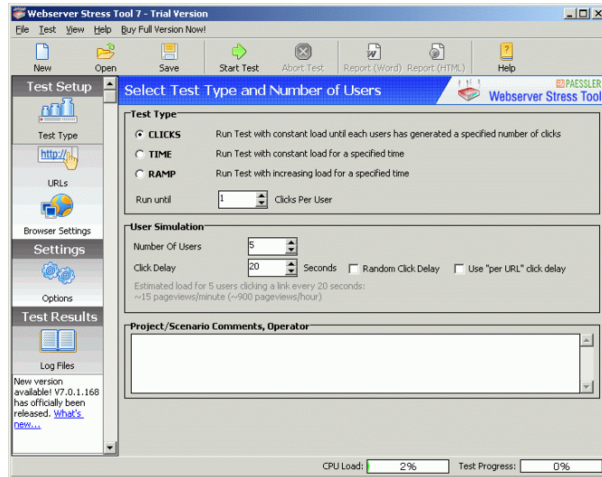 Webserver Stress Tool 7 - Trial Version
File Test View Help Buy Full Version Now!
New Open Save Start Test Abort Test Report (Word) Report (HTML) Help
Test Setup
Test Type
http://
URLs
Browser Settings
Settings
Options
Test Results
Log Files
New version
available! V7.0.1.168
has officially been
released. What's
new...
Select Test Type and Number of Users
PAESSLER
Webserver Stress Tool
Test Type
CLICKS Run Test with constant load until each users has generated a specified number of clicks
TIME Run Test with constant load for a specified time
RAMP Run Test with increasing load for a specified time
Run until 1 Clicks Per User
User Simulation
Number Of Users 5
Click Delay 20 Seconds Random Click Delay Use "per URL" click delay
Estimated load for 5 users clicking a link every 20 seconds:
~15 pageviews/minute (~900 pageviews/hour)
Project/Scenario Comments, Operator
CPU Load: 2% Test Progress: 0%